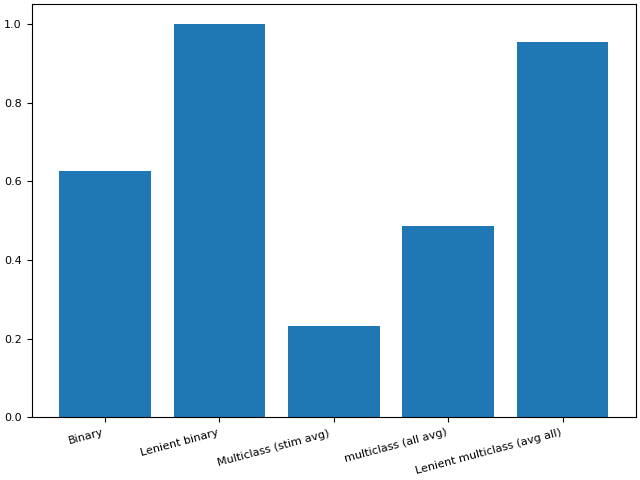 1.0
0.8
0.6
0.4
0.2
0.0
Binary
Lenient binary
Multiclass (stim avg)
multiclass (all avg)
Lenient multiclass (avg all)